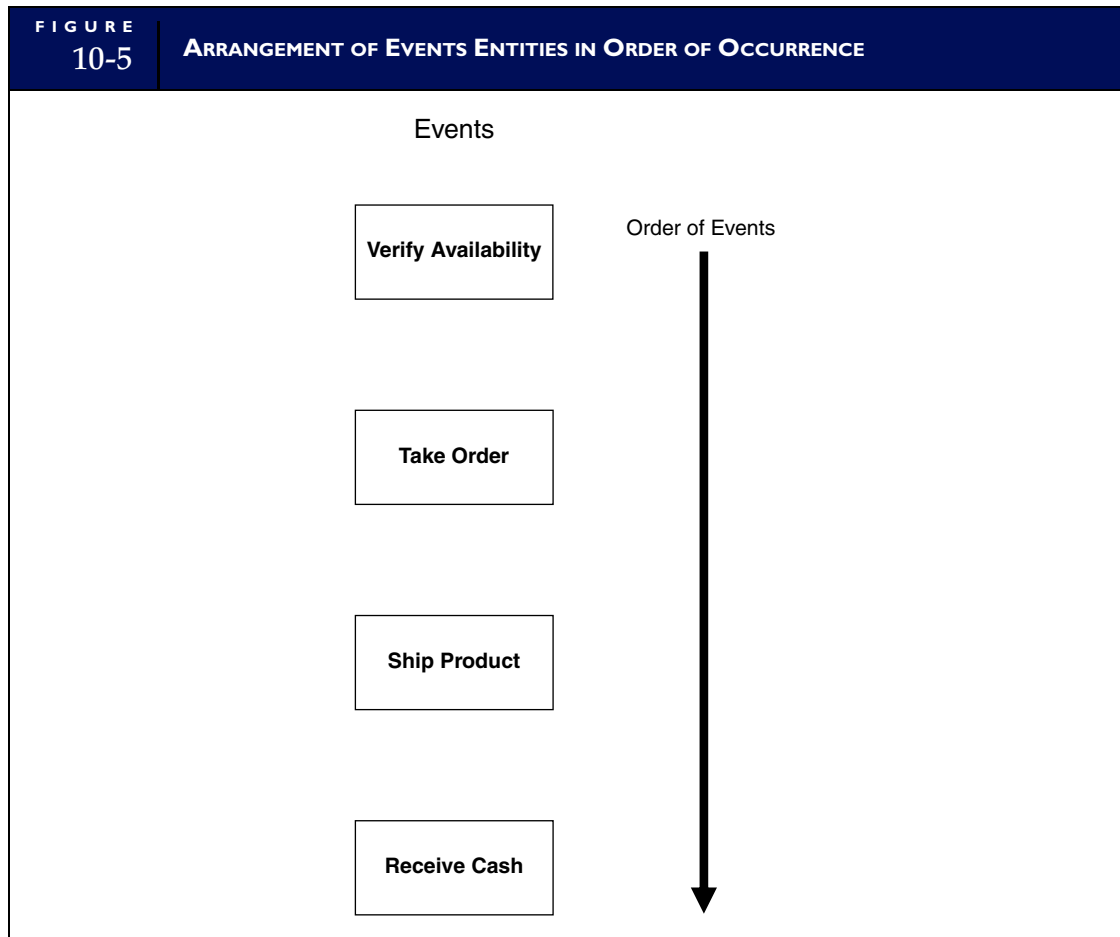 FIGURE
10-5
ARRANGEMENT OF EVENTS ENTITIES IN ORDER OF OCCURRENCE
Events
Verify Availability
Order of Events
Take Order
Ship Product
Receive Cash